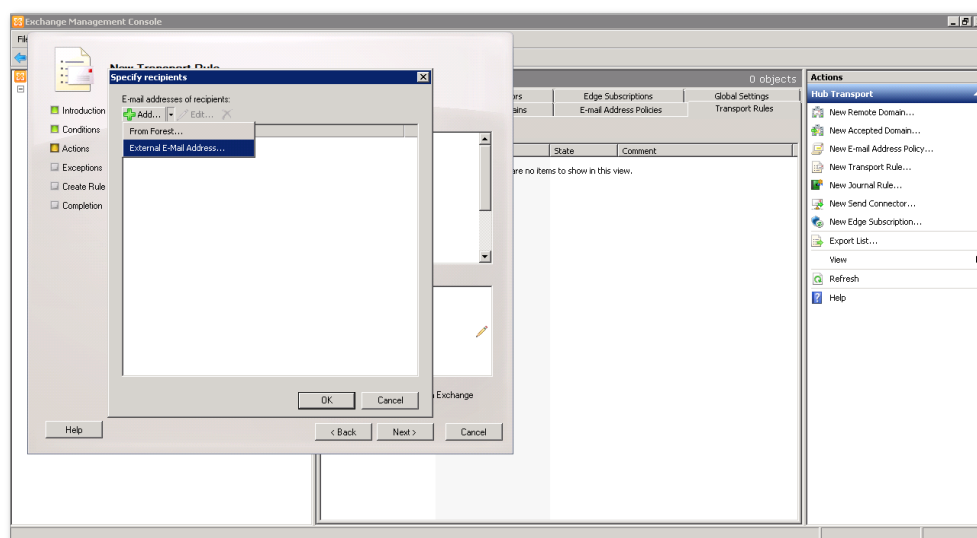 Exchange Management Console
File
New Transport Rule
Specify recipients
E-mail addresses of recipients:
Add...
Edit...
From Forest...
External E-Mail Address...
Introduction
Conditions
Actions
Exceptions
Create Rule
Completion
Exchange
OK
Cancel
Help
< Back
Next >
Cancel
0 objects
Edge Subscriptions
Global Settings
E-mail Address Policies
Transport Rules
State
Comment
are no items to show in this view.
Actions
Hub Transport
New Remote Domain...
New Accepted Domain...
New E-mail Address Policy...
New Transport Rule...
New Journal Rule...
New Send Connector...
New Edge Subscription...
Export List...
View
Refresh
Help